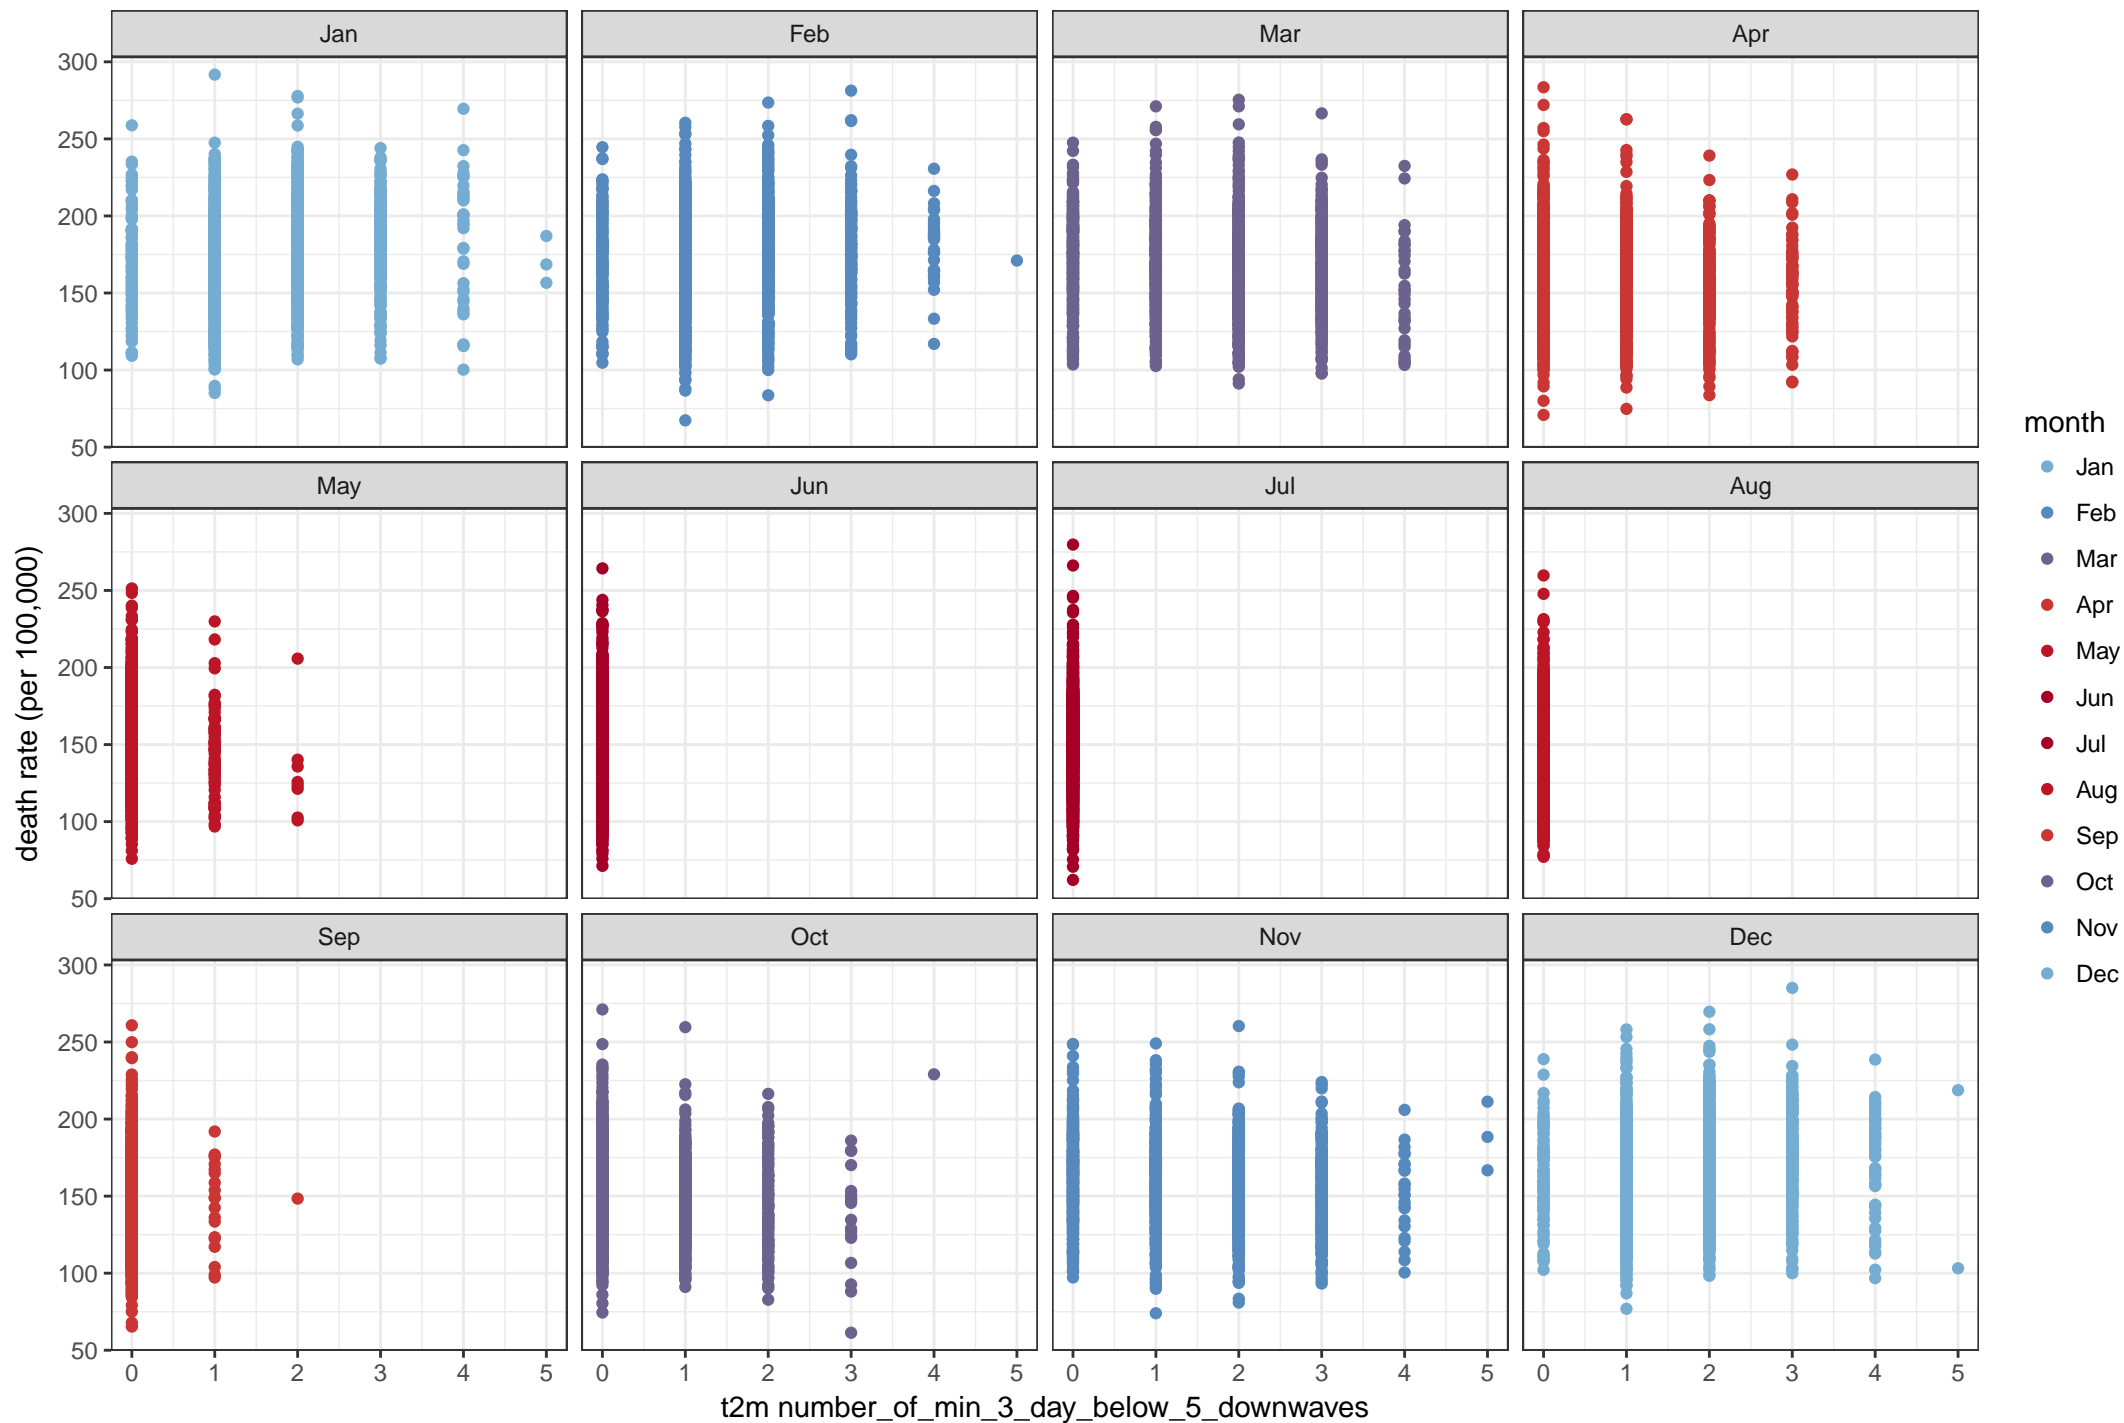 Jan Feb Mar Apr
300
250
200
150
100
50
May Jun Jul Aug
300
250
200
150
100
50
Sep Oct Nov Dec
300
250
200
150
100
50
0 1 2 3 4 5 0 1 2 3 4 5 0 1 2 3 4 5 0 1 2 3 4 5
t2m number_of_min_3_day_below_5_downwaves
death rate (per 100,000)
month
Jan
Feb
Mar
Apr
May
Jun
Jul
Aug
Sep
Oct
Nov
Dec